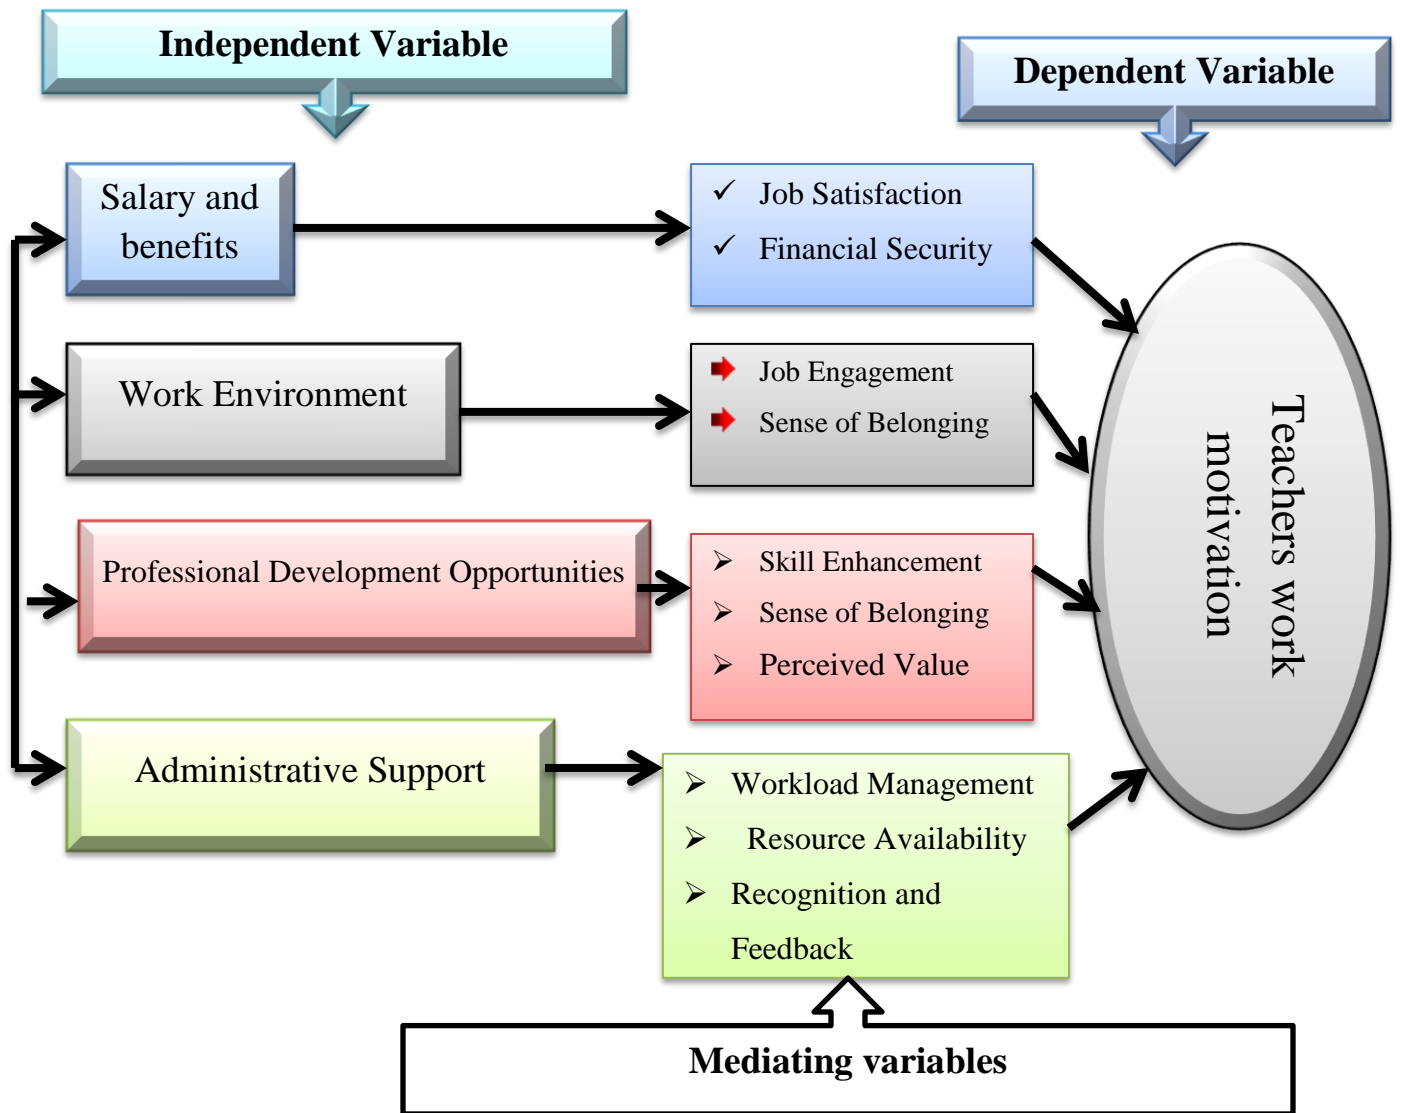 Independent Variable
Dependent Variable
Salary and
benefits
Job Satisfaction
Financial Security
Work Environment
Job Engagement
Sense of Belonging
Professional Development Opportunities
Skill Enhancement
Sense of Belonging
Perceived Value
Administrative Support
Workload Management
Resource Availability
Recognition and
Feedback
Teachers work
motivation
Mediating variables